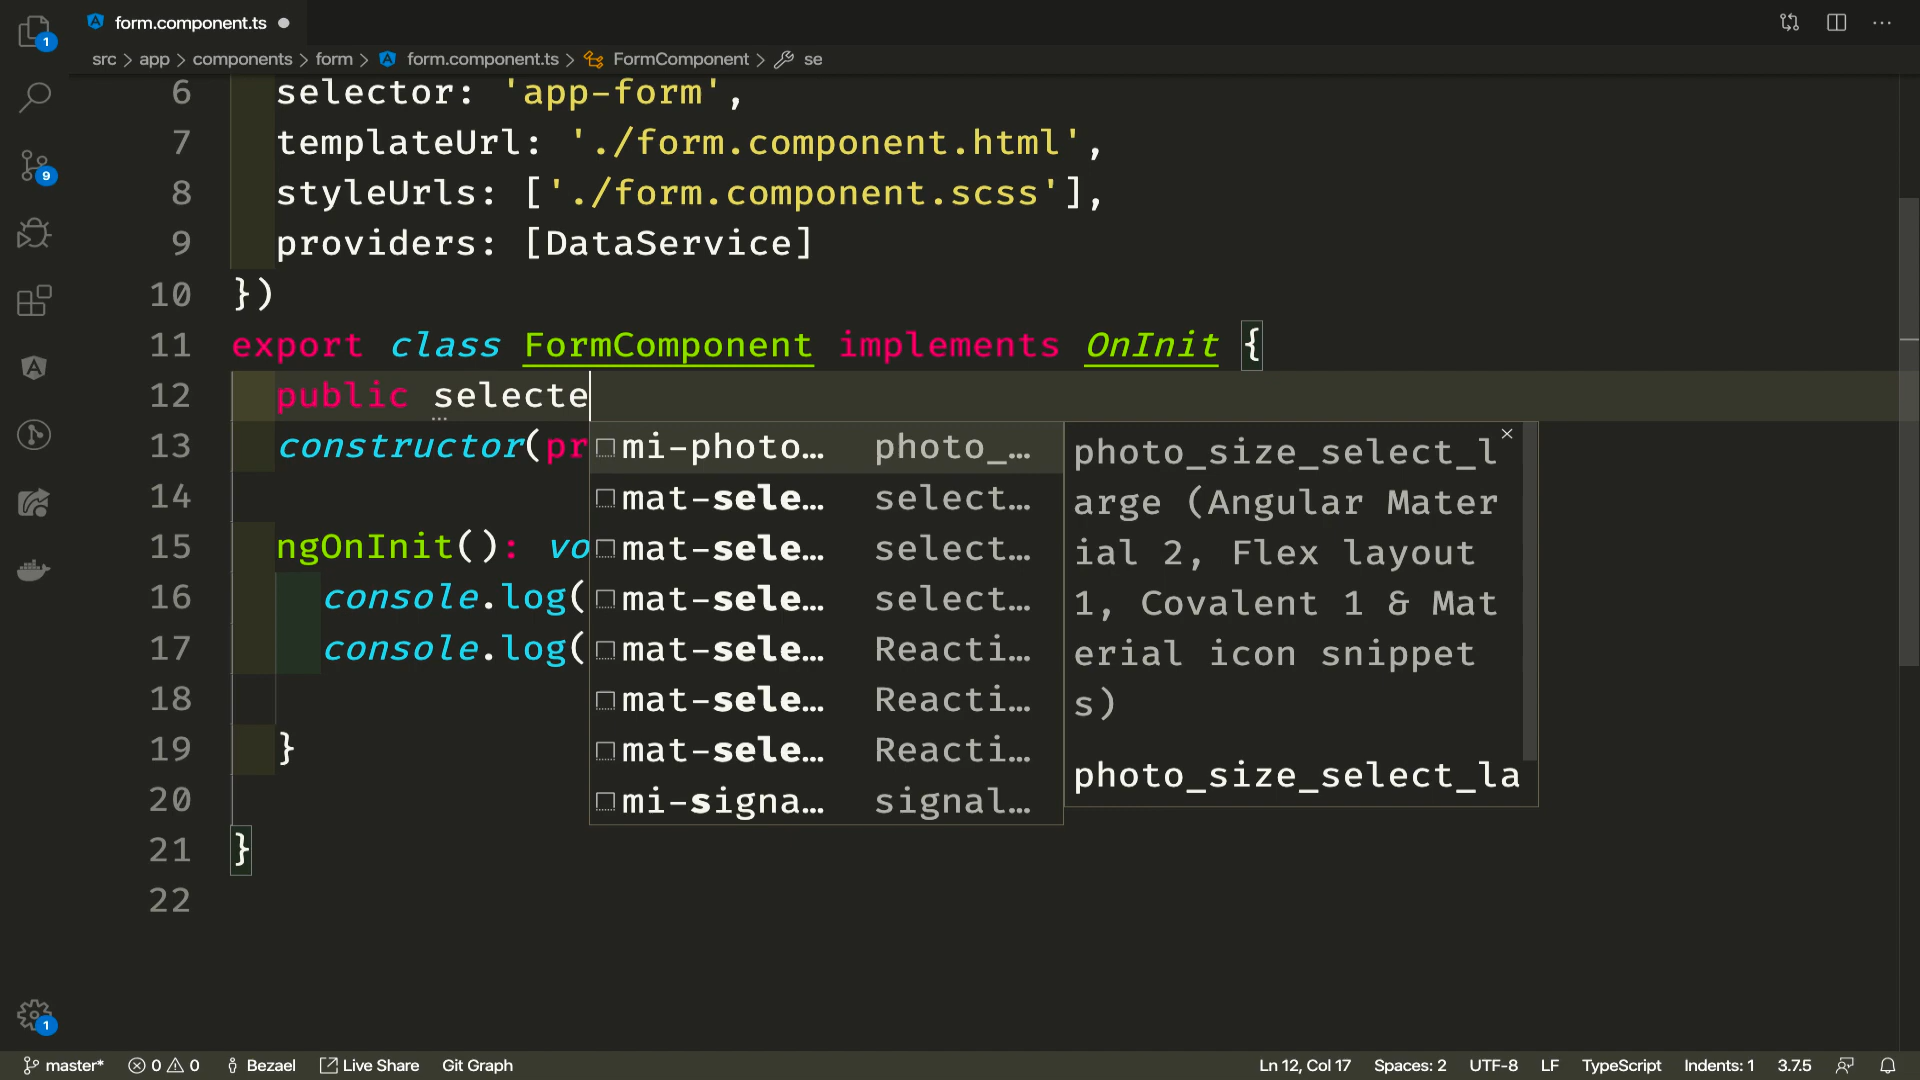 form.component.ts
1
src > app > components > form > form.component.ts > FormComponent > se
6 selector: 'app-form',
7 templateUrl: './form.component.html',
8 styleUrls: ['./form.component.scss'],
9 providers: [DataService]
9
10 })
11 export class FormComponent implements OnInit {
12 public selecte
13 constructor(pr
14
15 ngOnInit(): vo
16 console.log(
17 console.log(
18
19 }
20
21 }
22
mi-photo… photo_…
mat-sele… select…
mat-sele… select…
mat-sele… select…
mat-sele… Reacti…
mat-sele… Reacti…
mat-sele… Reacti…
mi-signa… signal…
photo_size_select_l
arge (Angular Mater
ial 2, Flex layout
1, Covalent 1 & Mat
erial icon snippet
s)
photo_size_select_la
1
master* 0 0 Bezael Live Share Git Graph Ln 12, Col 17 Spaces: 2 UTF-8 LF TypeScript Indents: 1 3.7.5